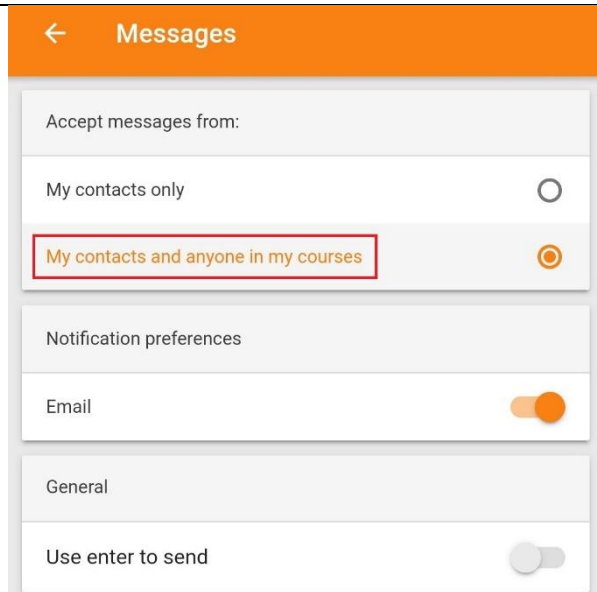 Messages
Accept messages from:
My contacts only
My contacts and anyone in my courses
Notification preferences
Email
General
Use enter to send